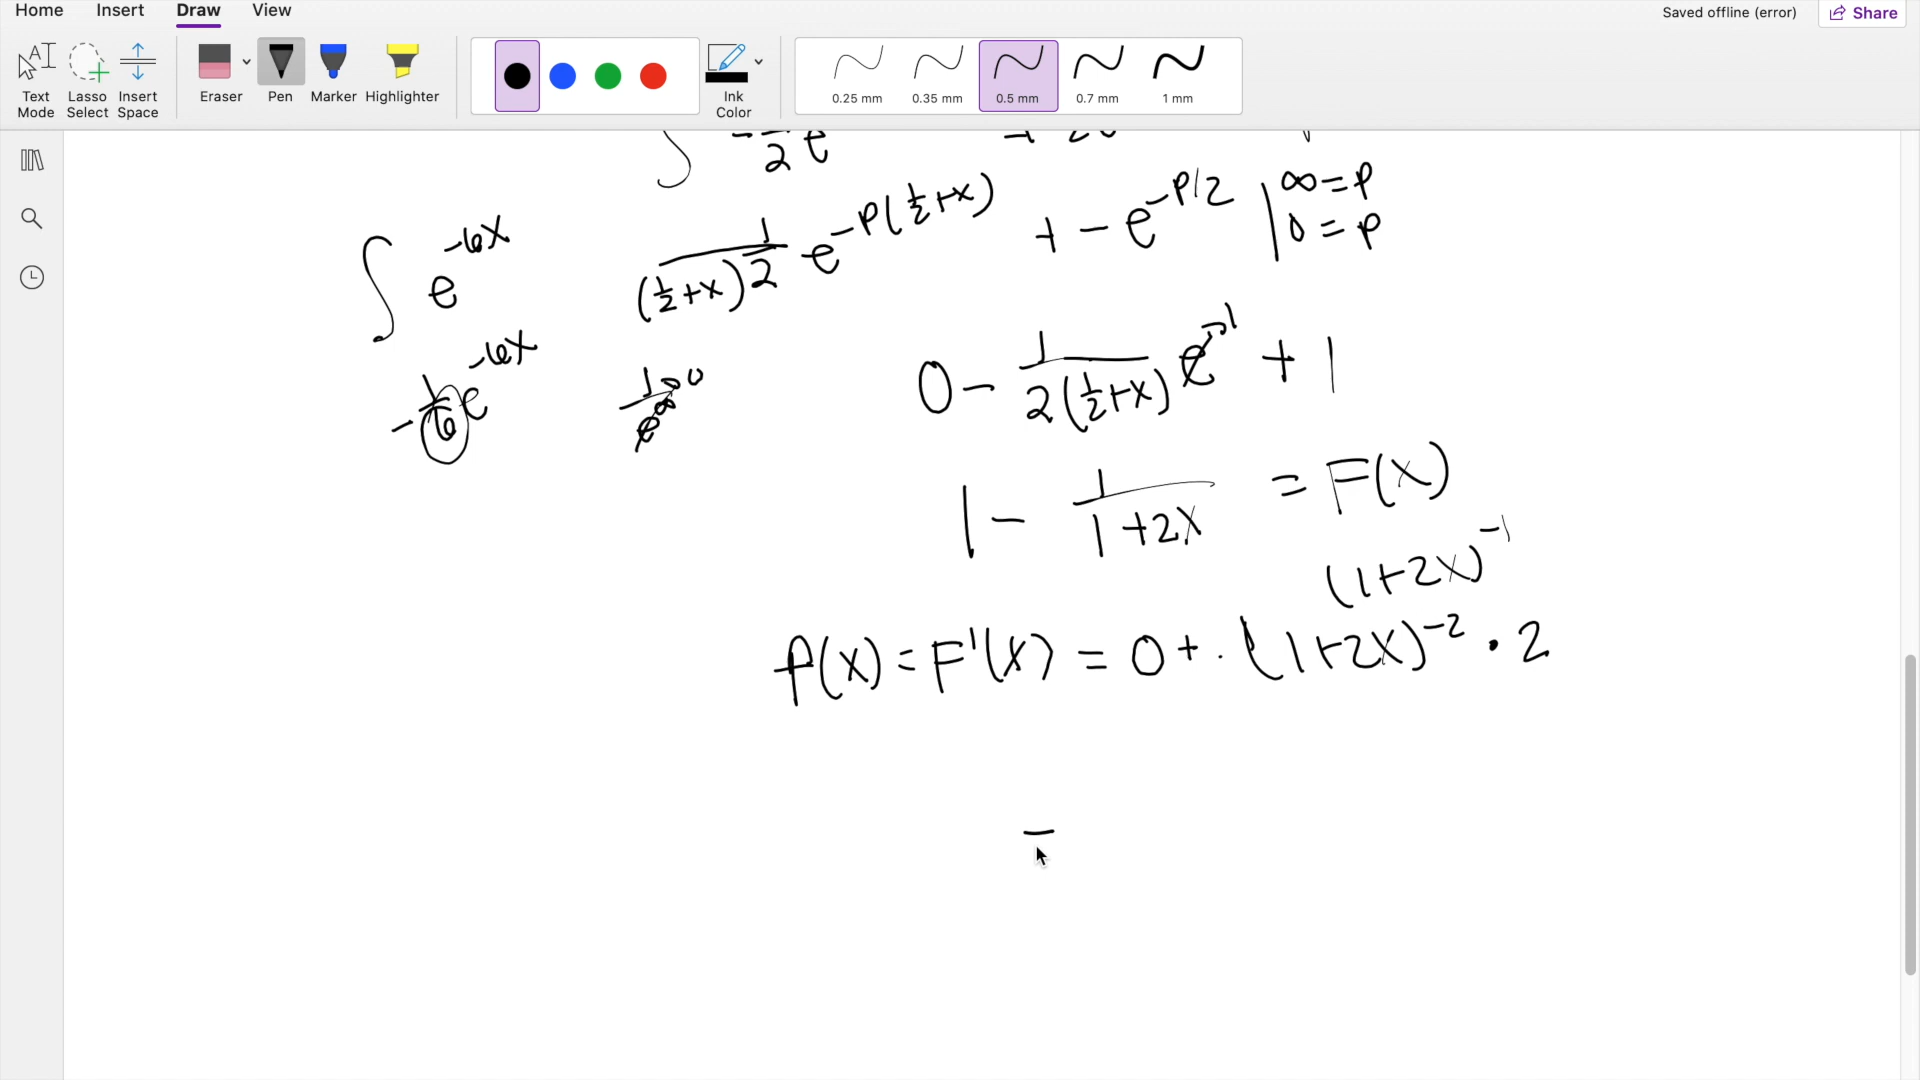 Home Insert Draw View
Saved offline (error) Share
Text Mode
Lasso Select
Insert Space
Eraser
Pen
Marker
Highlighter
Ink Color
0.25 mm
0.35 mm
0.5 mm
0.7 mm
1 mm
∫ e^-6x
1/((1/2+x)2) e^-p(1/2+x) + - e^-p/2 | ∞=p 0=p
-1/6 e^-6x
1/e^∞ 0
0 - 1/(2(1/2+x)) e^0 1 + 1
1 - 1/(1+2x) = F(x)
(1+2x)^-1
f(x) = F'(x) = 0 + · (1+2x)^-2 · 2